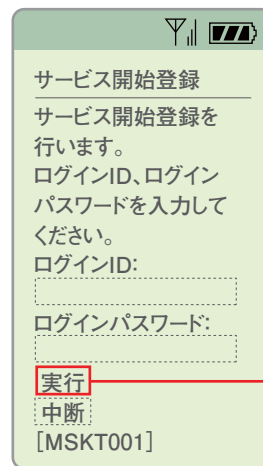 サービス開始登録
サービス開始登録を
行います。
ログインID、ログイン
パスワードを入力して
ください。
ログインID:
ログインパスワード:
実行
中断
[MSKT001]